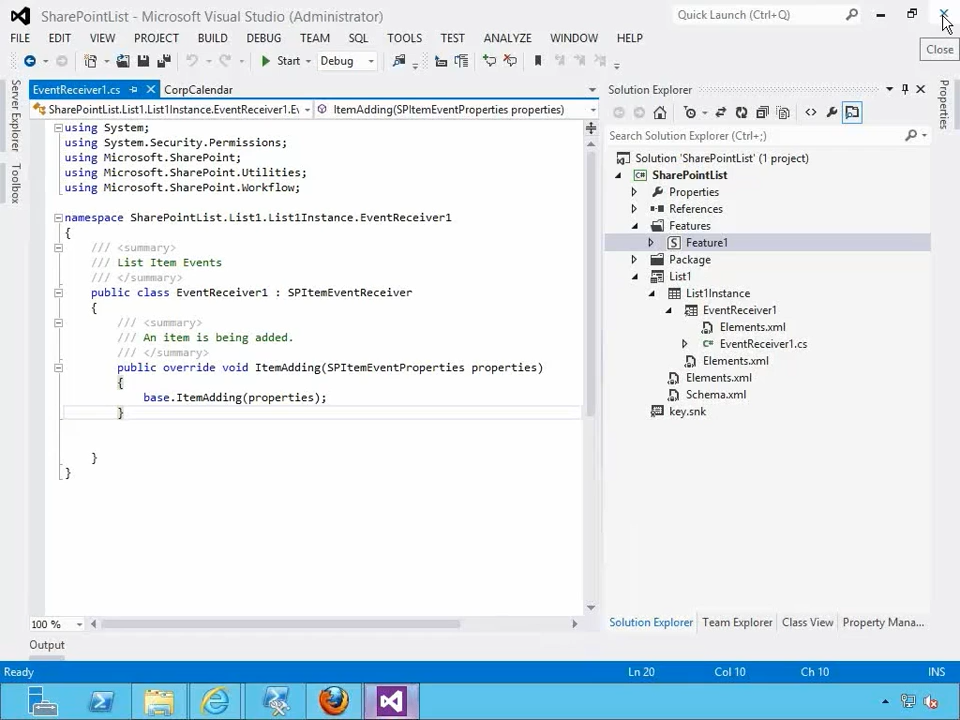 SharePointList - Microsoft Visual Studio (Administrator)
Quick Launch (Ctrl+Q)
FILE EDIT VIEW PROJECT BUILD DEBUG TEAM SQL TOOLS TEST ANALYZE WINDOW HELP
Close
Start Debug
Server Explorer
Toolbox
Properties
EventReceiver1.cs CorpCalendar
SharePointList.List1.List1Instance.EventReceiver1.Ev
ItemAdding(SPItemEventProperties properties)
using System;
using System.Security.Permissions;
using Microsoft.SharePoint;
using Microsoft.SharePoint.Utilities;
using Microsoft.SharePoint.Workflow;
namespace SharePointList.List1.List1Instance.EventReceiver1
{
/// <summary>
/// List Item Events
/// </summary>
public class EventReceiver1 : SPItemEventReceiver
{
/// <summary>
/// An item is being added.
/// </summary>
public override void ItemAdding(SPItemEventProperties properties)
{
base.ItemAdding(properties);
}
}
}
100 %
Solution Explorer
Search Solution Explorer (Ctrl+;)
Solution 'SharePointList' (1 project)
SharePointList
Properties
References
Features
Feature1
Package
List1
List1Instance
EventReceiver1
Elements.xml
EventReceiver1.cs
Elements.xml
Elements.xml
Schema.xml
key.snk
Solution Explorer Team Explorer Class View Property Mana...
Output
Ready Ln 20 Col 10 Ch 10 INS